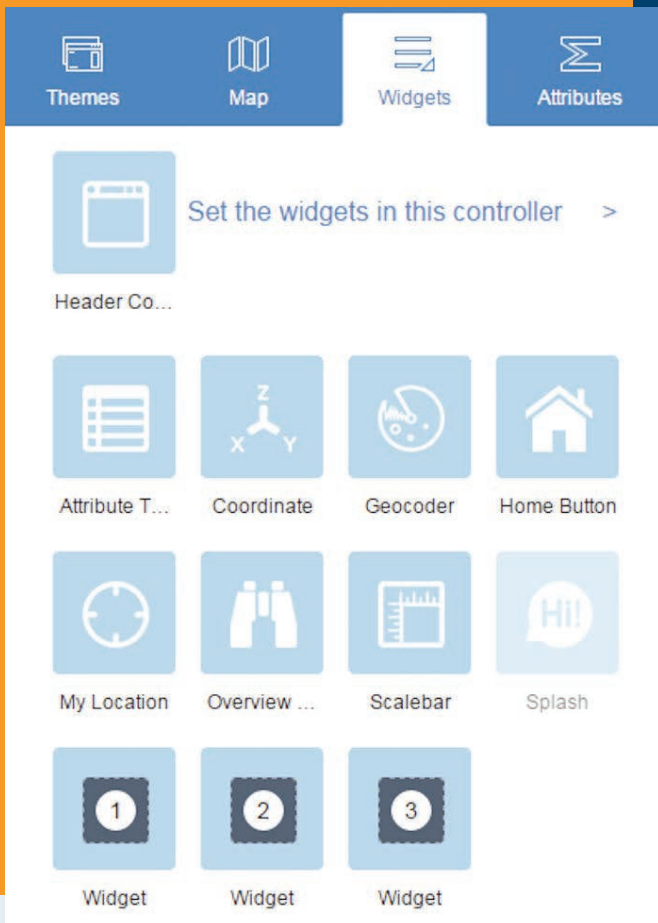 Themes Map Widgets Attributes
Set the widgets in this controller >
Header Co...
Z
X Y
Attribute T... Coordinate Geocoder Home Button
Hi!
My Location Overview ... Scalebar Splash
1 2 3
Widget Widget Widget